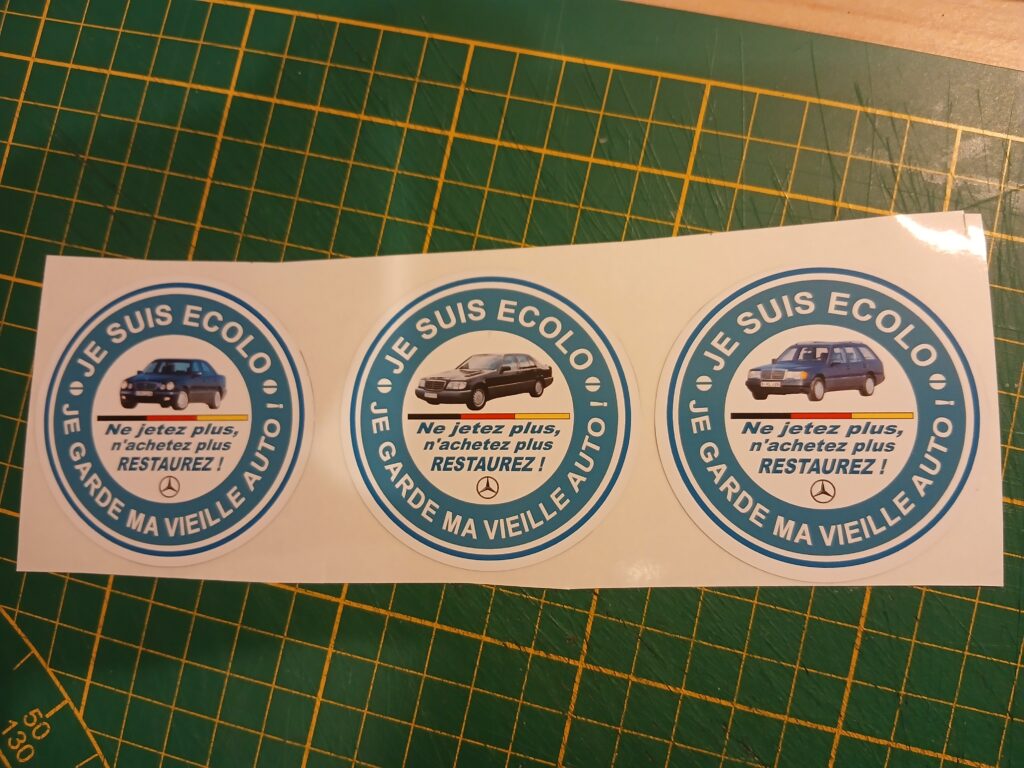 JE SUIS ECOLO
Ne jetez plus,
n'achetez plus
RESTAUREZ !
JE GARDE MA VIEILLE AUTO !
JE SUIS ECOLO
Ne jetez plus,
n'achetez plus
RESTAUREZ !
JE GARDE MA VIEILLE AUTO !
JE SUIS ECOLO
Ne jetez plus,
n'achetez plus
RESTAUREZ !
JE GARDE MA VIEILLE AUTO !
50
130